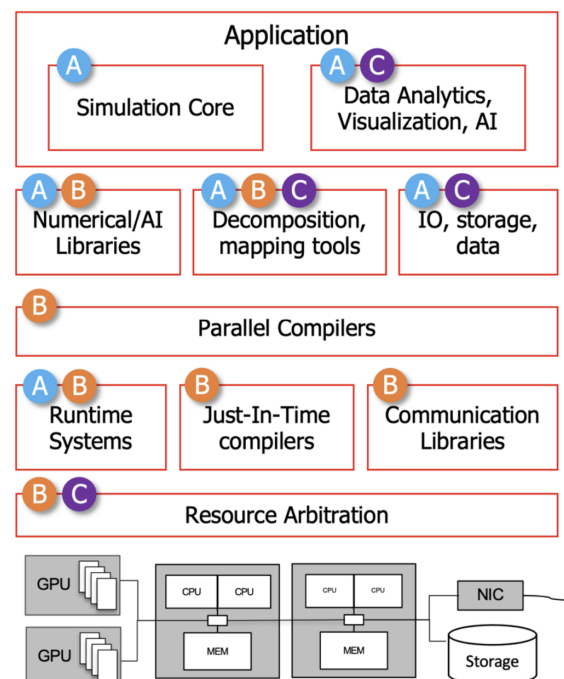 Application
A
A C
Simulation Core
Data Analytics,
Visualization, AI
A B
A B C
A C
Numerical/AI
Libraries
Decomposition,
mapping tools
IO, storage,
data
B
Parallel Compilers
A B
B
B
Runtime
Systems
Just-In-Time
compilers
Communication
Libraries
B C
Resource Arbitration
GPU
CPU CPU
MEM
CPU CPU
MEM
NIC
GPU
Storage